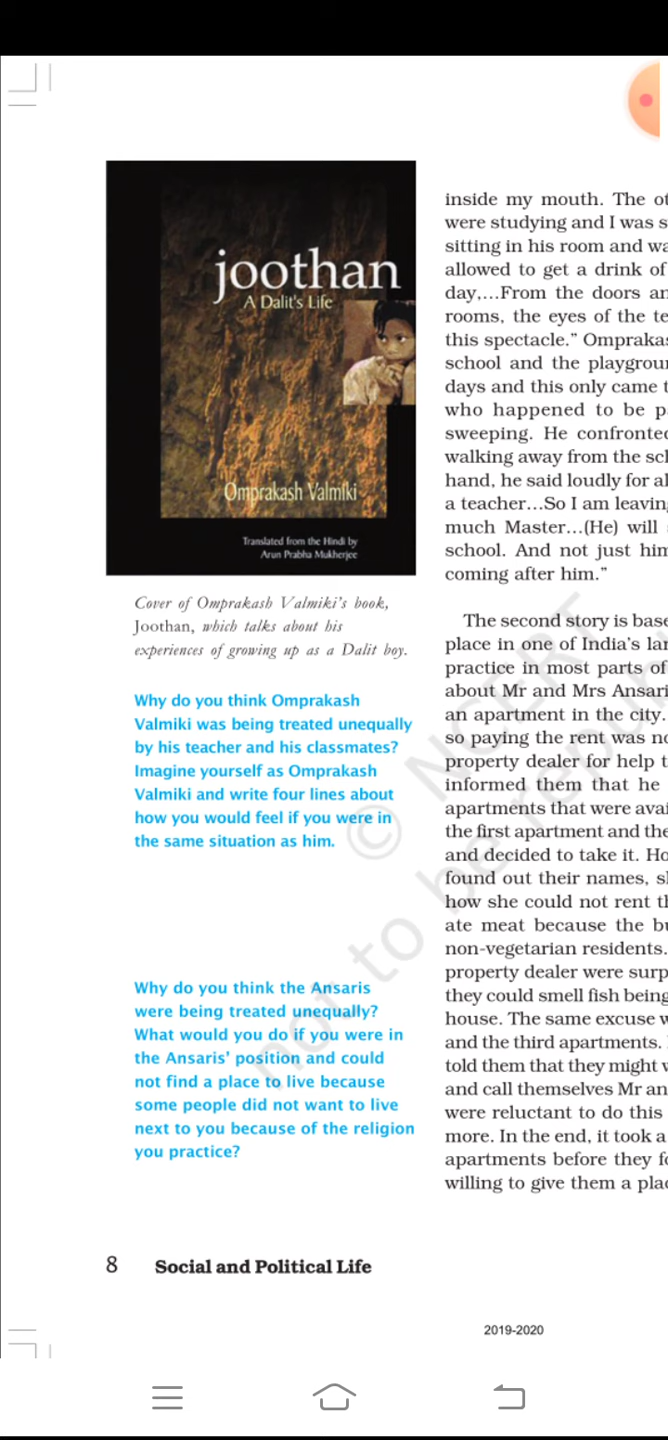 joothan
A Dalit's Life
Omprakash Valmiki
Translated from the Hindi by
Arun Prabha Mukherjee
Cover of Omprakash Valmiki's book,
Joothan, which talks about his
experiences of growing up as a Dalit boy.
Why do you think Omprakash
Valmiki was being treated unequally
by his teacher and his classmates?
Imagine yourself as Omprakash
Valmiki and write four lines about
how you would feel if you were in
the same situation as him.
Why do you think the Ansaris
were being treated unequally?
What would you do if you were in
the Ansaris' position and could
not find a place to live because
some people did not want to live
next to you because of the religion
you practice?
inside my mouth. The
were studying and I was
sitting in his room and
allowed to get a drink of
day,...From the doors
rooms, the eyes of the
this spectacle."
school and the
days and this only came
who happened to be
sweeping. He confronted
walking away from the
hand, he said loudly for
a teacher...So I am
much Master...(He) will
school. And not just him
coming after him."
The second story is
place in one of India's
practice in most parts of
about Mr and Mrs Ansari
an apartment in the city.
so paying the rent was
property dealer for help
informed them that he
apartments that were
the first apartment and
and decided to take it.
found out their names,
how she could not rent
ate meat because the
non-vegetarian residents.
property dealer were
they could smell fish being
house. The same excuse
and the third apartments.
told them that they might
and call themselves Mr
were reluctant to do this
more. In the end, it took a
apartments before they
willing to give them a
© NCERT
not to be republished
8 Social and Political Life
2019-2020